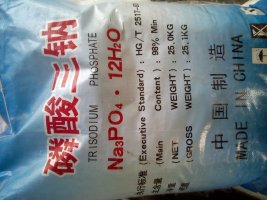 磷酸三钠
TRISODIUM PHOSPHATE
Na3PO4·12H2O
(Executive Standard): HG/T 2517-
(Main Content): 98% Min
(NET WEIGHT): 25.0KG
(GROSS WEIGHT): 25.1KG
中国制造
MADE IN CHINA